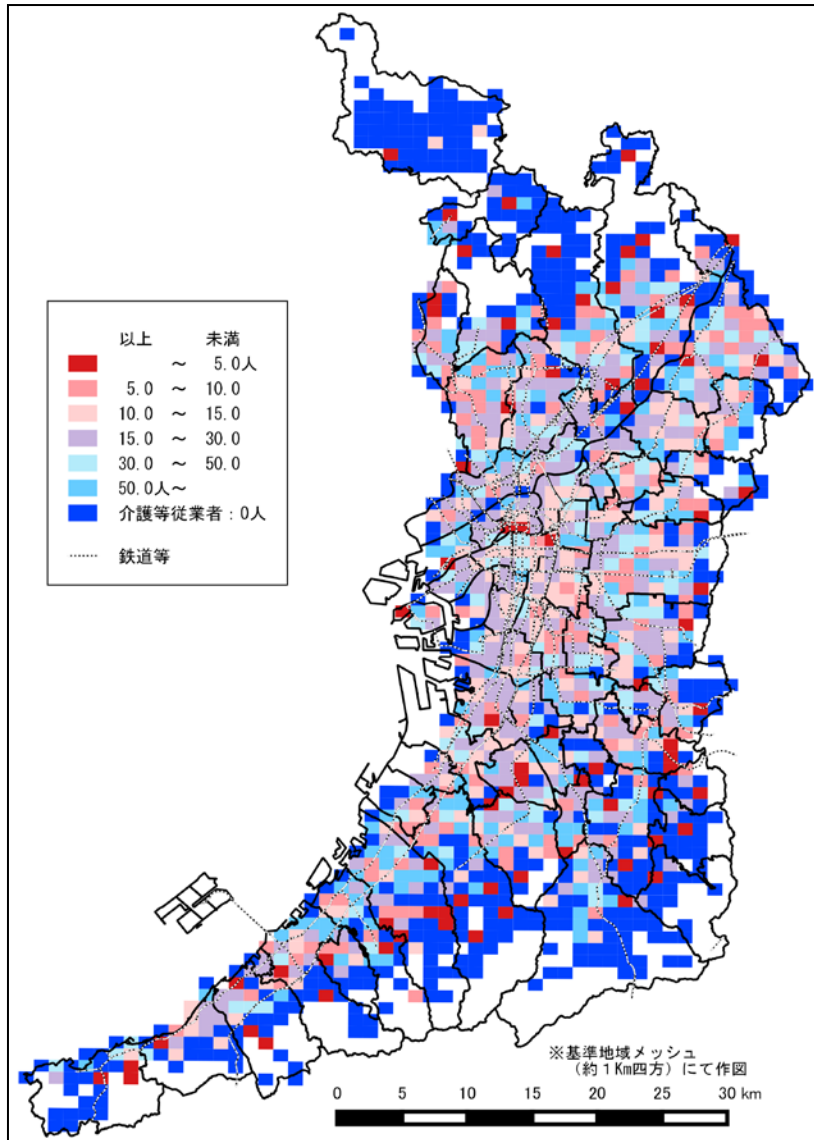 以上 未満
～ 5.0人
5.0 ～ 10.0
10.0 ～ 15.0
15.0 ～ 30.0
30.0 ～ 50.0
50.0人～
介護等従業者：0人
鉄道等
※基準地域メッシュ
（約１Km四方）にて作図
0 5 10 15 20 25 30 km